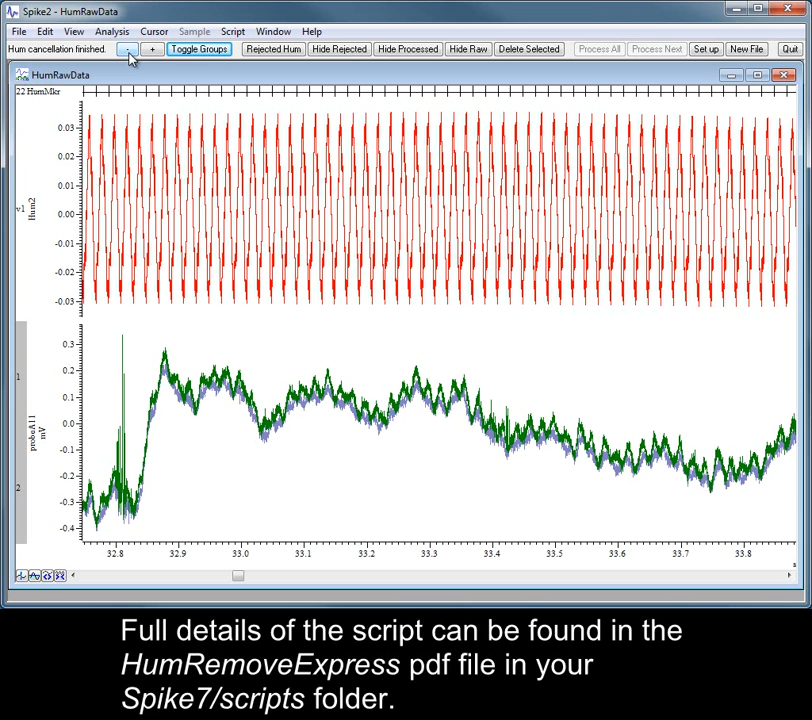 Spike2 - HumRawData
File Edit View Analysis Cursor Sample Script Window Help
Hum cancellation finished. - + Toggle Groups Rejected Hum Hide Rejected Hide Processed Hide Raw Delete Selected Process All Process Next Set up New File Quit
HumRawData
22 HumMkr
0.03
0.02
0.01
v1 Hum2 0.00
-0.01
-0.02
-0.03
0.3
1 0.2
0.1
probeA11 mV 0.0
-0.1
2 -0.2
-0.3
-0.4
32.8 32.9 33.0 33.1 33.2 33.3 33.4 33.5 33.6 33.7 33.8
s
Full details of the script can be found in the
HumRemoveExpress pdf file in your
Spike7/scripts folder.